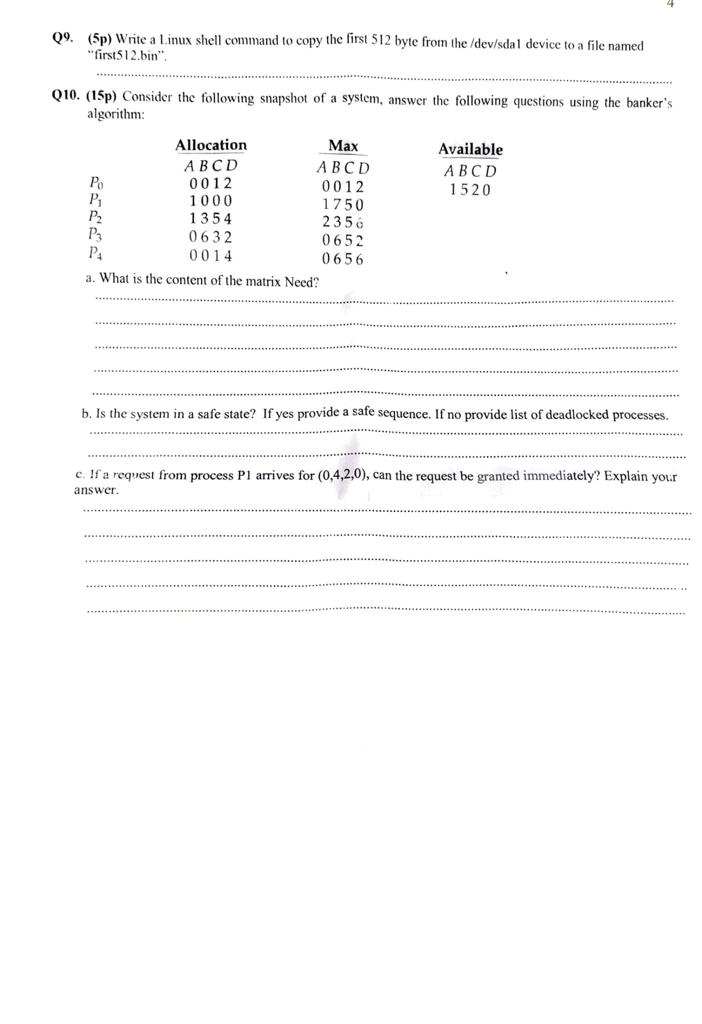 4
Q9. (5p) Write a Linux shell command to copy the first 512 byte from the /dev/sda1 device to a file named
"first512.bin".
Q10. (15p) Consider the following snapshot of a system, answer the following questions using the banker's
algorithm:
Allocation Max Available
A B C D A B C D A B C D
P0 0 0 1 2 0 0 1 2 1 5 2 0
P1 1 0 0 0 1 7 5 0
P2 1 3 5 4 2 3 5 6
P3 0 6 3 2 0 6 5 2
P4 0 0 1 4 0 6 5 6
a. What is the content of the matrix Need?
b. Is the system in a safe state? If yes provide a safe sequence. If no provide list of deadlocked processes.
c. If a request from process P1 arrives for (0,4,2,0), can the request be granted immediately? Explain your
answer.